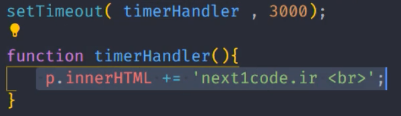 setTimeout( timerHandler , 3000);
function timerHandler(){
p.innerHTML += 'next1code.ir <br>';
}